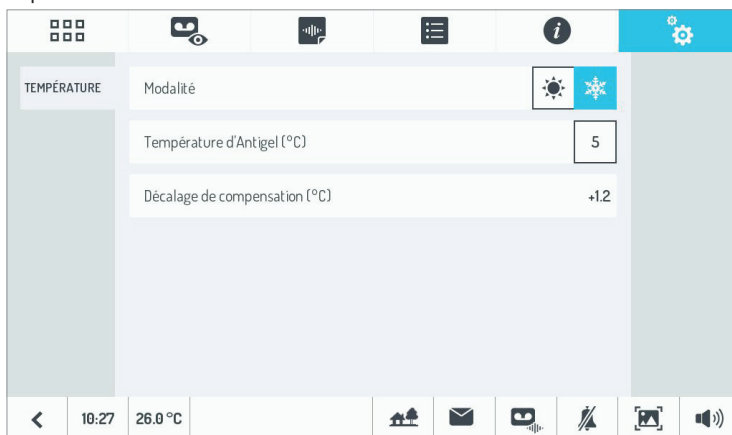 TEMPÉRATURE
Modalité
Température d'Antigel (°C)
5
Décalage de compensation (°C)
+1.2
10:27
26.0 °C